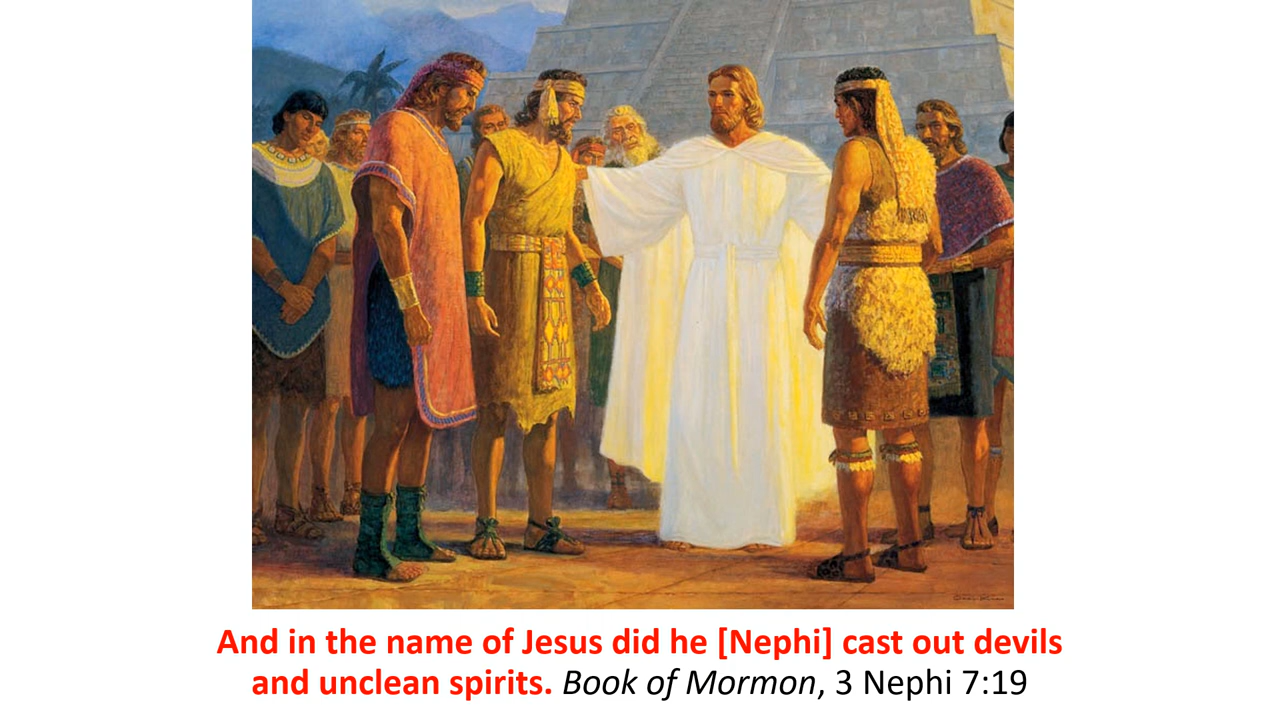 And in the name of Jesus did he [Nephi] cast out devils
and unclean spirits. Book of Mormon, 3 Nephi 7:19